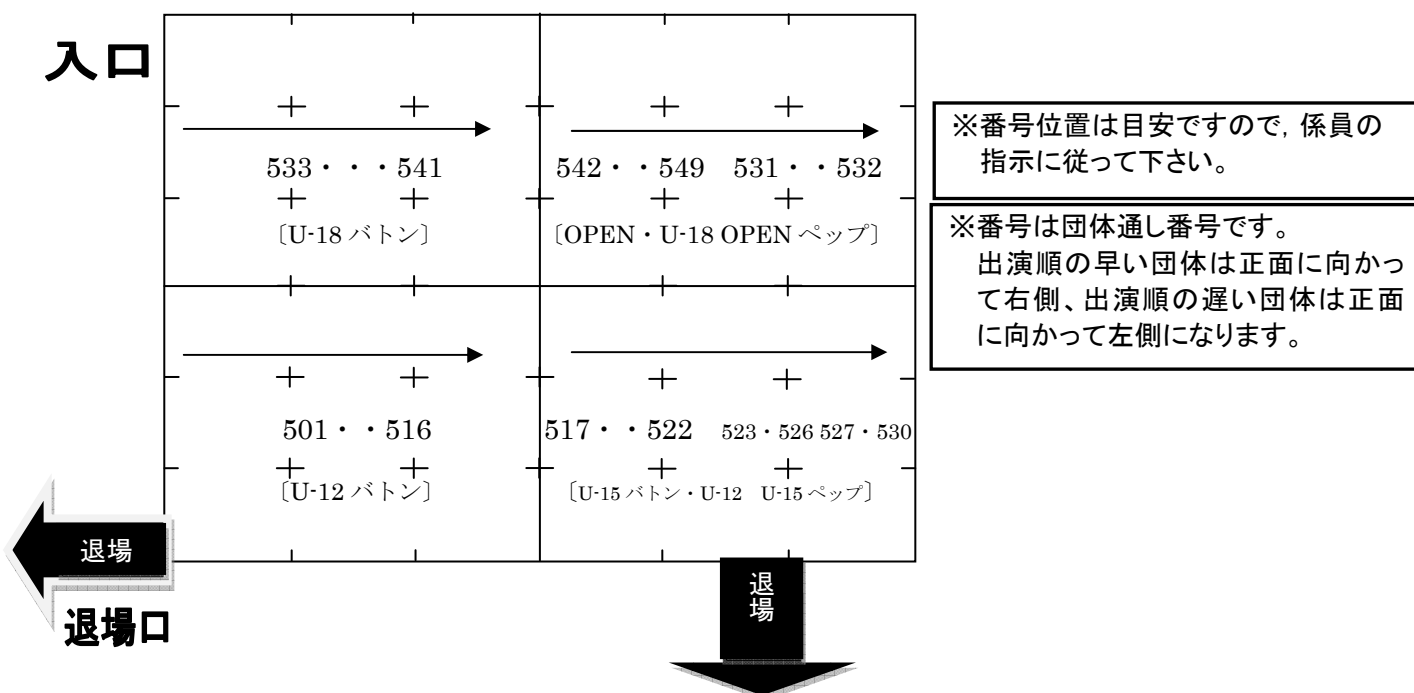 入口
533・・・541
542・・549 531・・532
〔U-18 バトン〕
〔OPEN・U-18 OPEN ペップ〕
※番号位置は目安ですので, 係員の
指示に従って下さい。
※番号は団体通し番号です。
出演順の早い団体は正面に向かっ
て右側、出演順の遅い団体は正面
に向かって左側になります。
501・・516
517・・522 523・526 527・530
〔U-12 バトン〕
〔U-15 バトン・U-12 U-15 ペップ〕
退場
退場口
退場